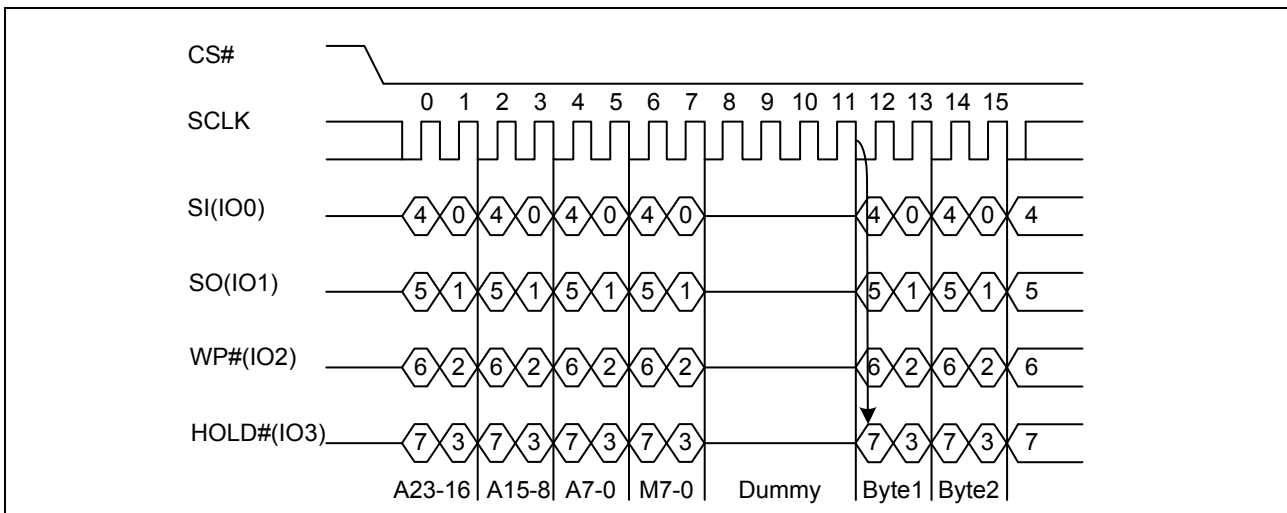 CS#
0 1 2 3 4 5 6 7 8 9 10 11 12 13 14 15
SCLK
SI(IO0) 4 0 4 0 4 0 4 0 4 0 4 0 4
SO(IO1) 5 1 5 1 5 1 5 1 5 1 5 1 5
WP#(IO2) 6 2 6 2 6 2 6 2 6 2 6 2 6
HOLD#(IO3) 7 3 7 3 7 3 7 3 7 3 7 3 7
A23-16 A15-8 A7-0 M7-0 Dummy Byte1 Byte2